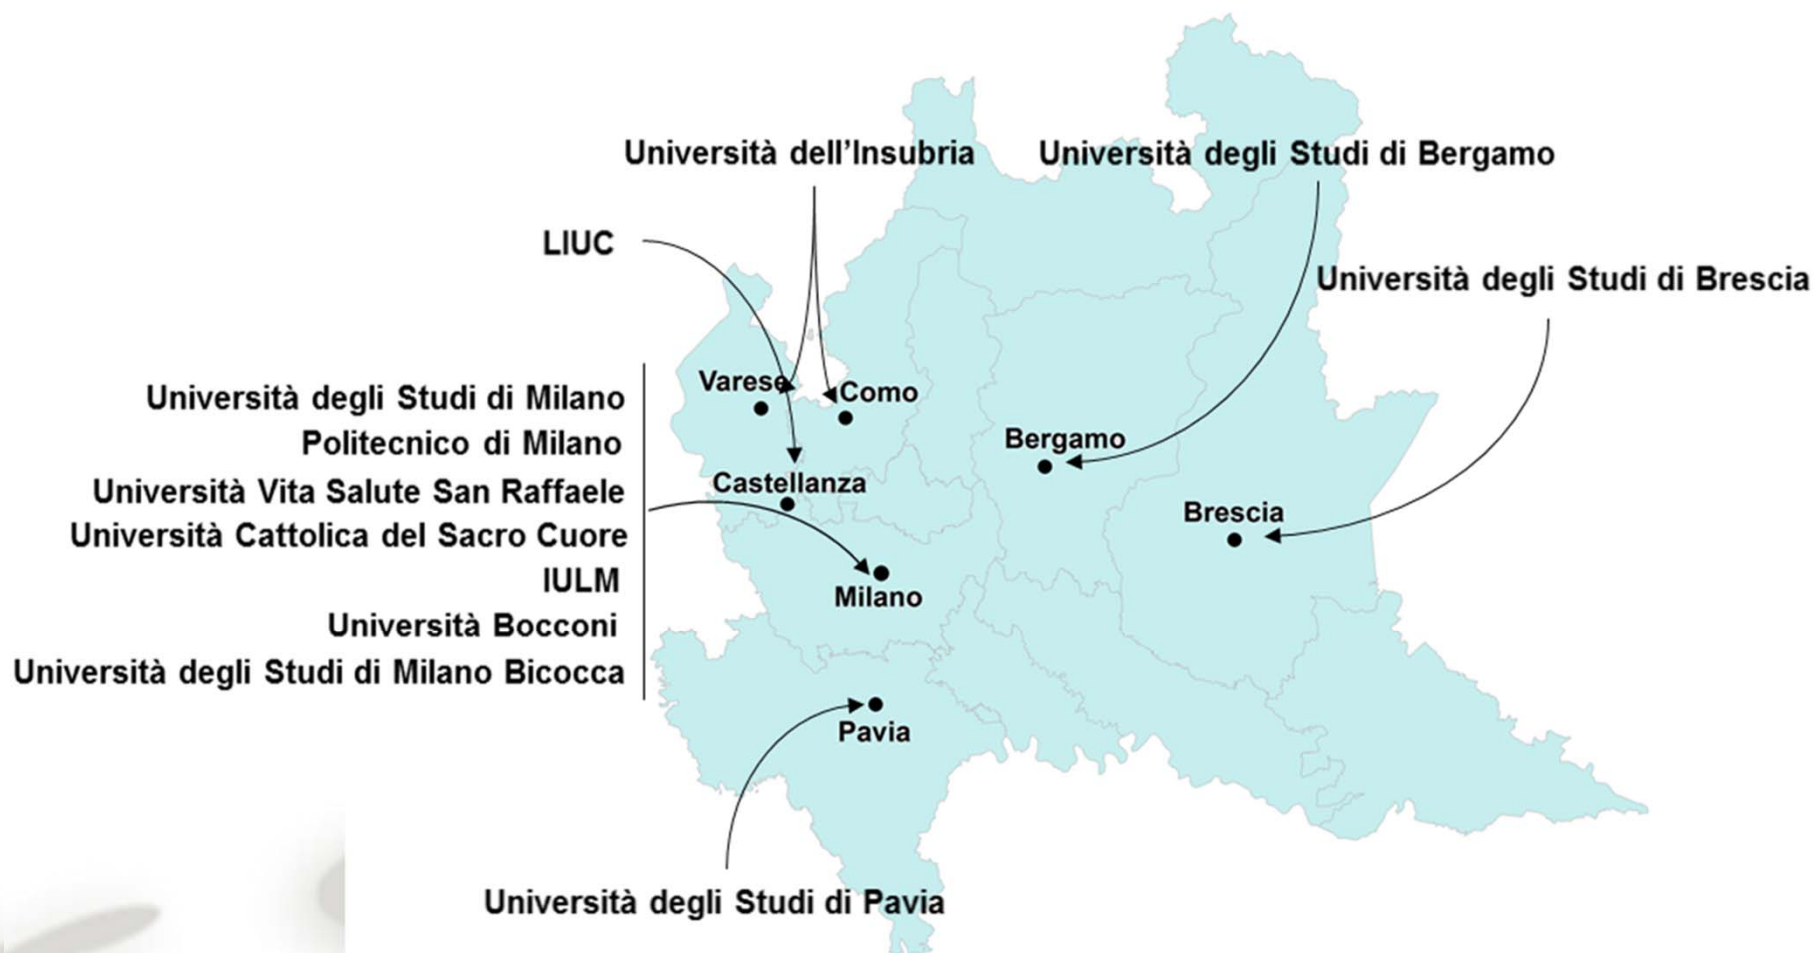 Università dell’Insubria
Università degli Studi di Bergamo
LIUC
Università degli Studi di Brescia
Varese
Como
Università degli Studi di Milano
Politecnico di Milano
Bergamo
Università Vita Salute San Raffaele
Castellanza
Brescia
Università Cattolica del Sacro Cuore
IULM
Milano
Università Bocconi
Università degli Studi di Milano Bicocca
Pavia
Università degli Studi di Pavia